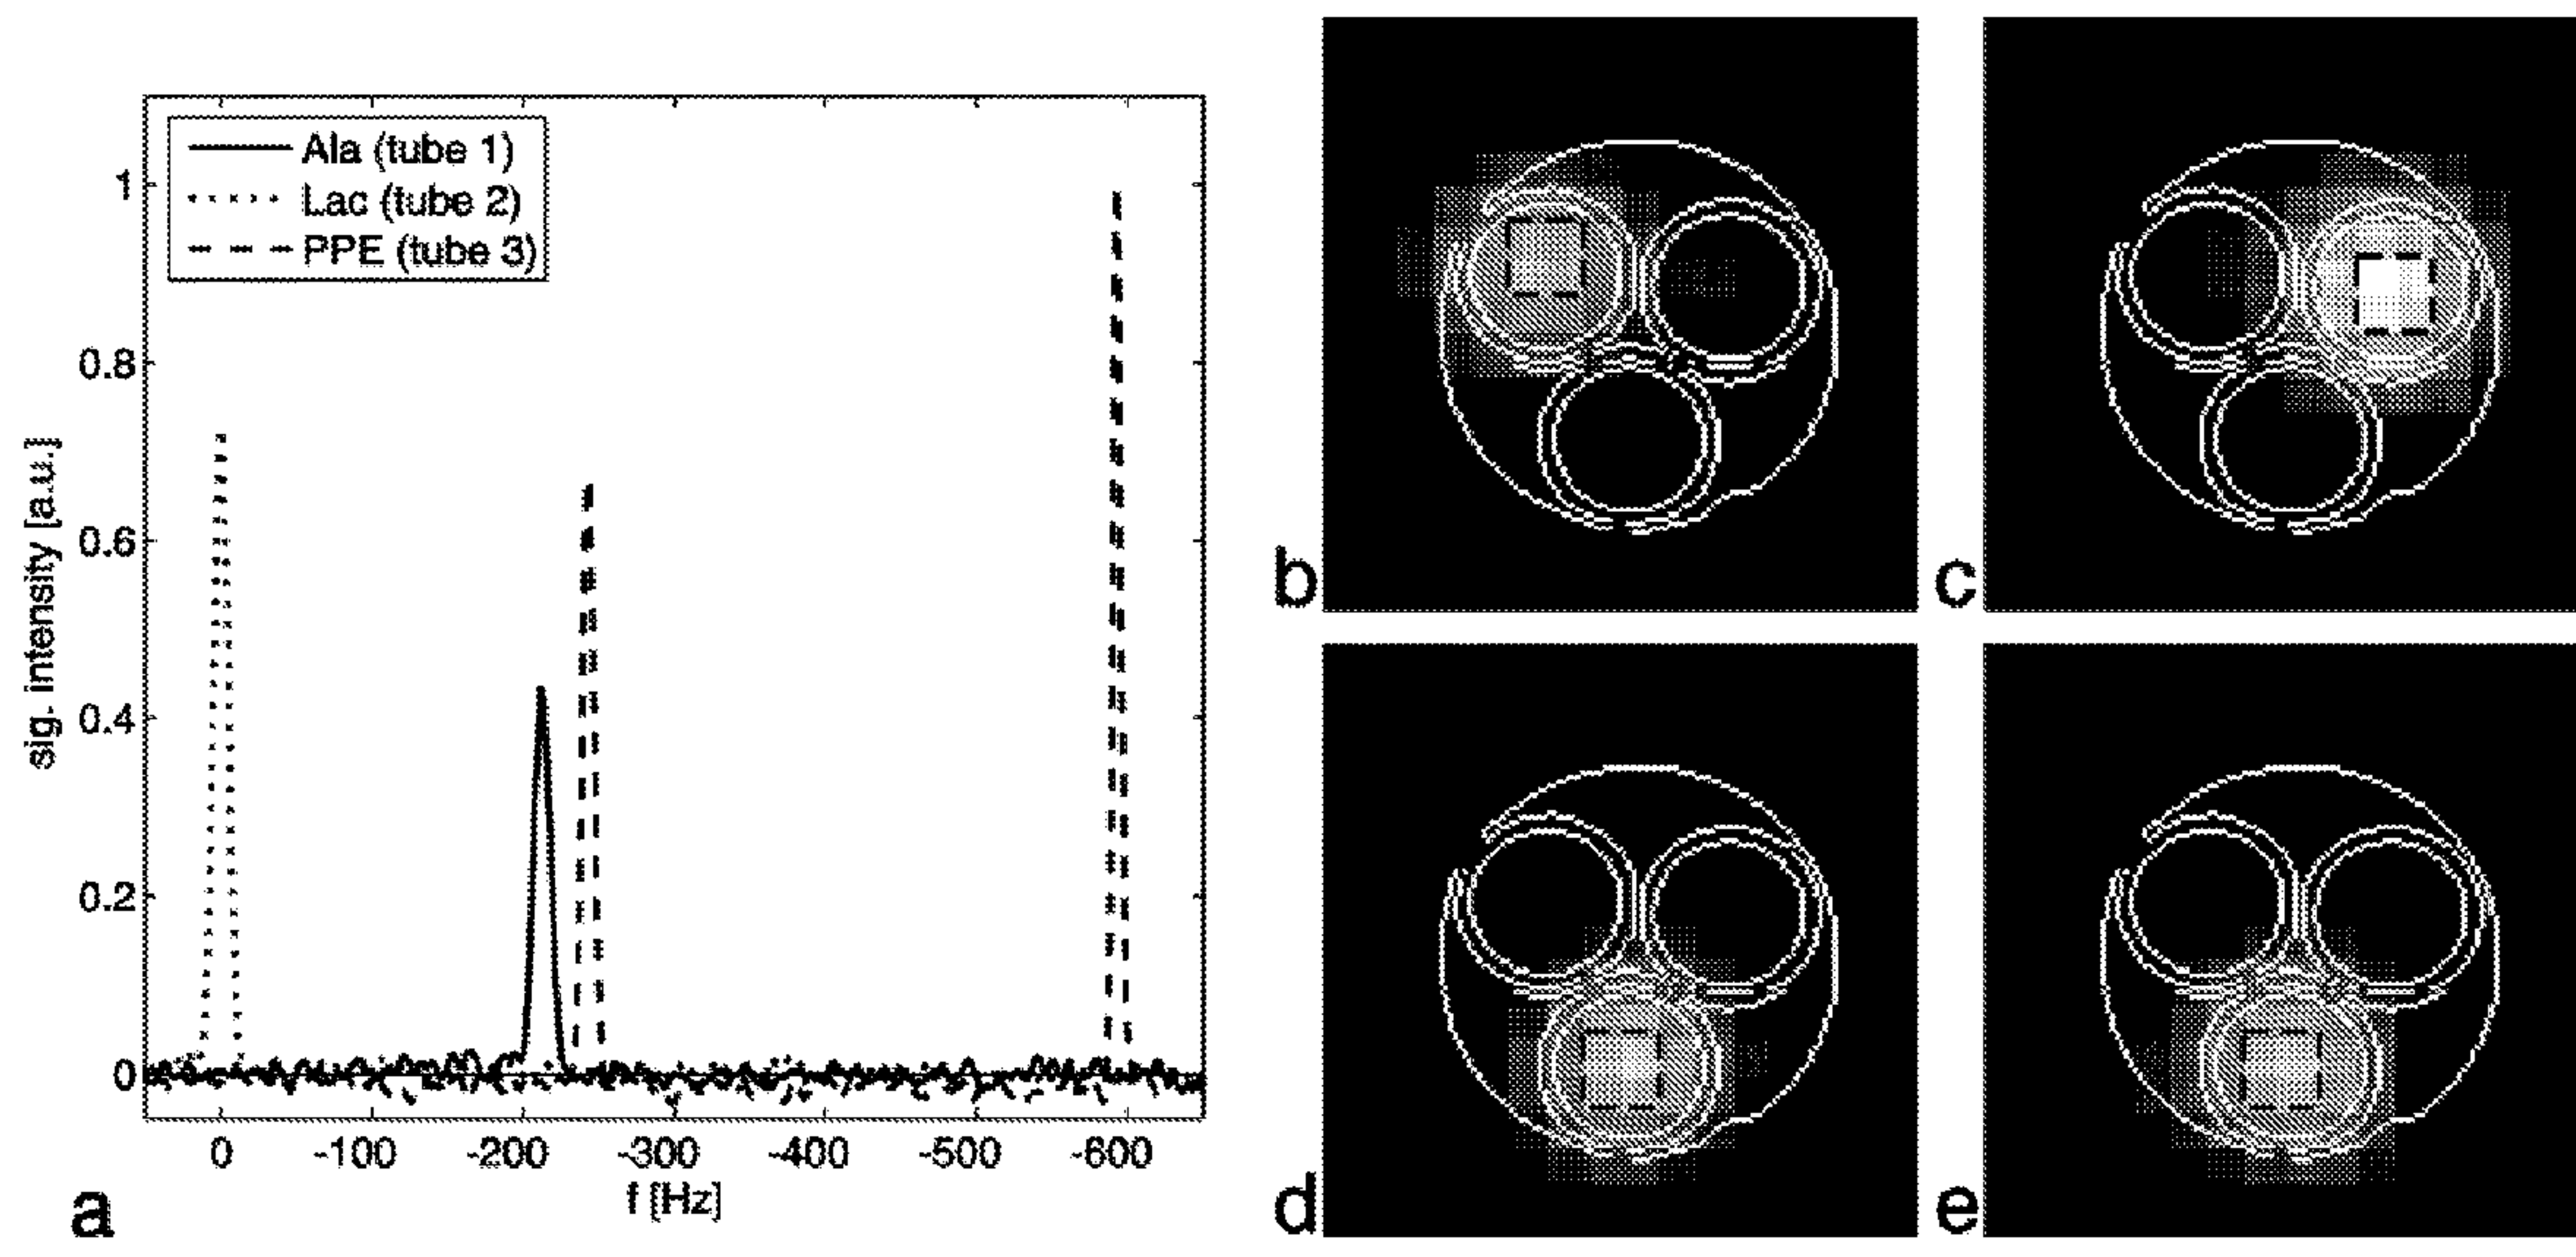 Ala (tube 1)
Lac (tube 2)
PPE (tube 3)
1
0.8
0.6
0.4
0.2
0
sig. intensity [a.u.]
0 -100 -200 -300 -400 -500 -600
f [Hz]
a
b
c
d
e